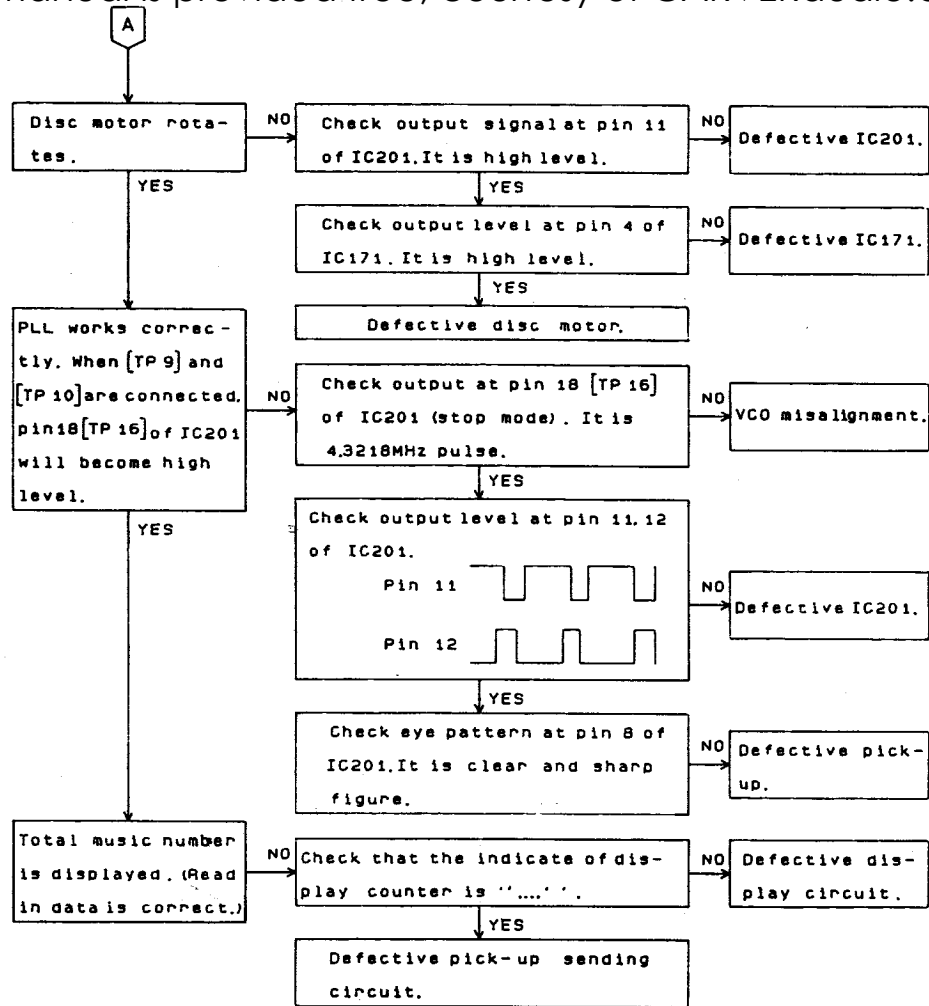 A
Disc motor rota-
tes.
NO
Check output signal at pin 11
of IC201. It is high level.
NO
Defective IC201.
YES
YES
Check output level at pin 4 of
IC171. It is high level.
NO
Defective IC171.
YES
Defective disc motor.
PLL works correc-
tly. When [TP 9] and
[TP 10] are connected.
pin18 [TP 16] of IC201
will become high
level.
NO
Check output at pin 18 [TP 16]
of IC201 (stop mode). It is
4.3218MHz pulse.
NO
VCO misalignment.
YES
YES
Check output level at pin 11, 12
of IC201.
Pin 11
Pin 12
NO
Defective IC201.
YES
Check eye pattern at pin 8 of
IC201. It is clear and sharp
figure.
NO
Defective pick-
up.
Total music number
is displayed. (Read
in data is correct.)
NO
Check that the indicate of dis-
play counter is ''....''.
NO
Defective dis-
play circuit.
YES
Defective pick-up sending
circuit.